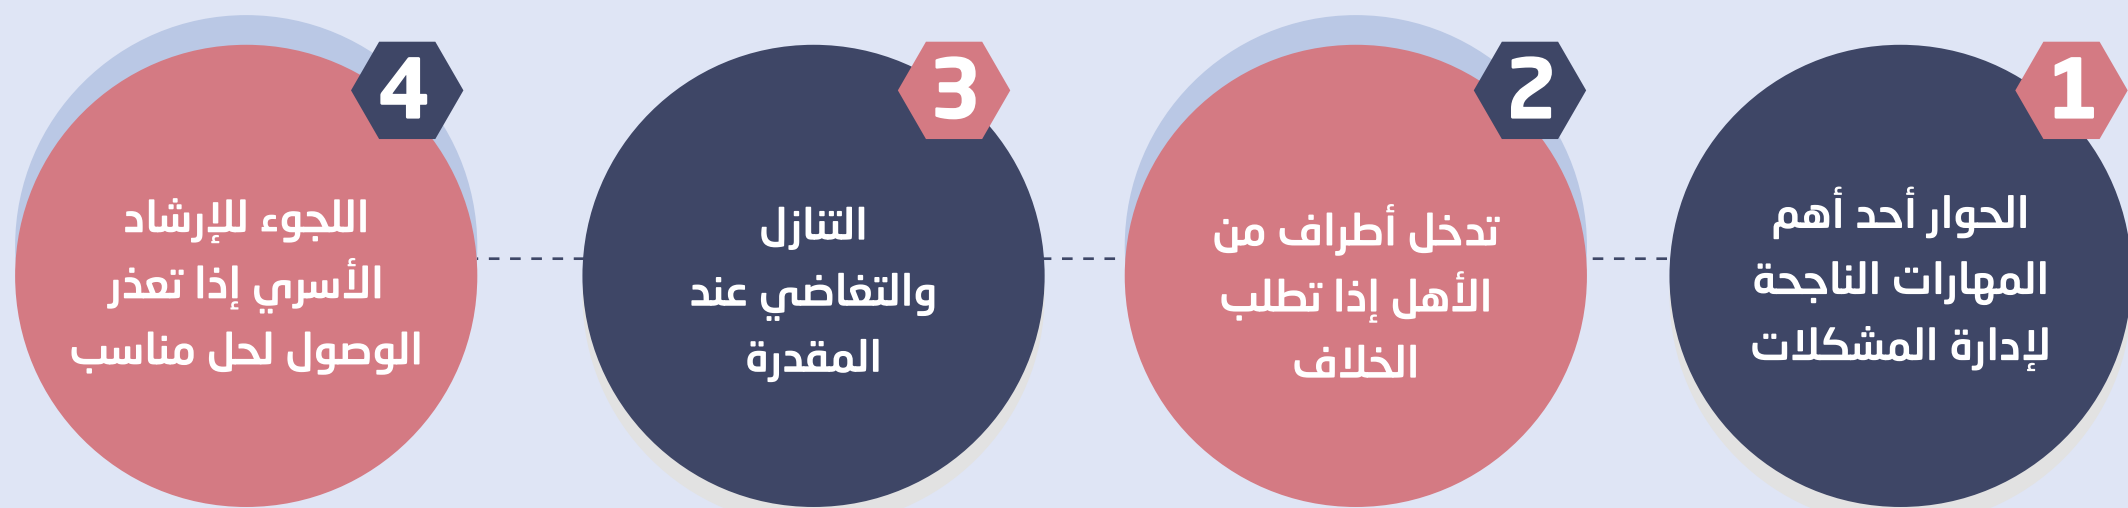 1
الحوار أحد أهم
المهارات الناجحة
لإدارة المشكلات
2
تدخل أطراف من
الأهل إذا تطلب
الخلاف
3
التنازل
والتغاضي عند
المقدرة
4
اللجوء للإرشاد
الأسري إذا تعذر
الوصول لحل مناسب